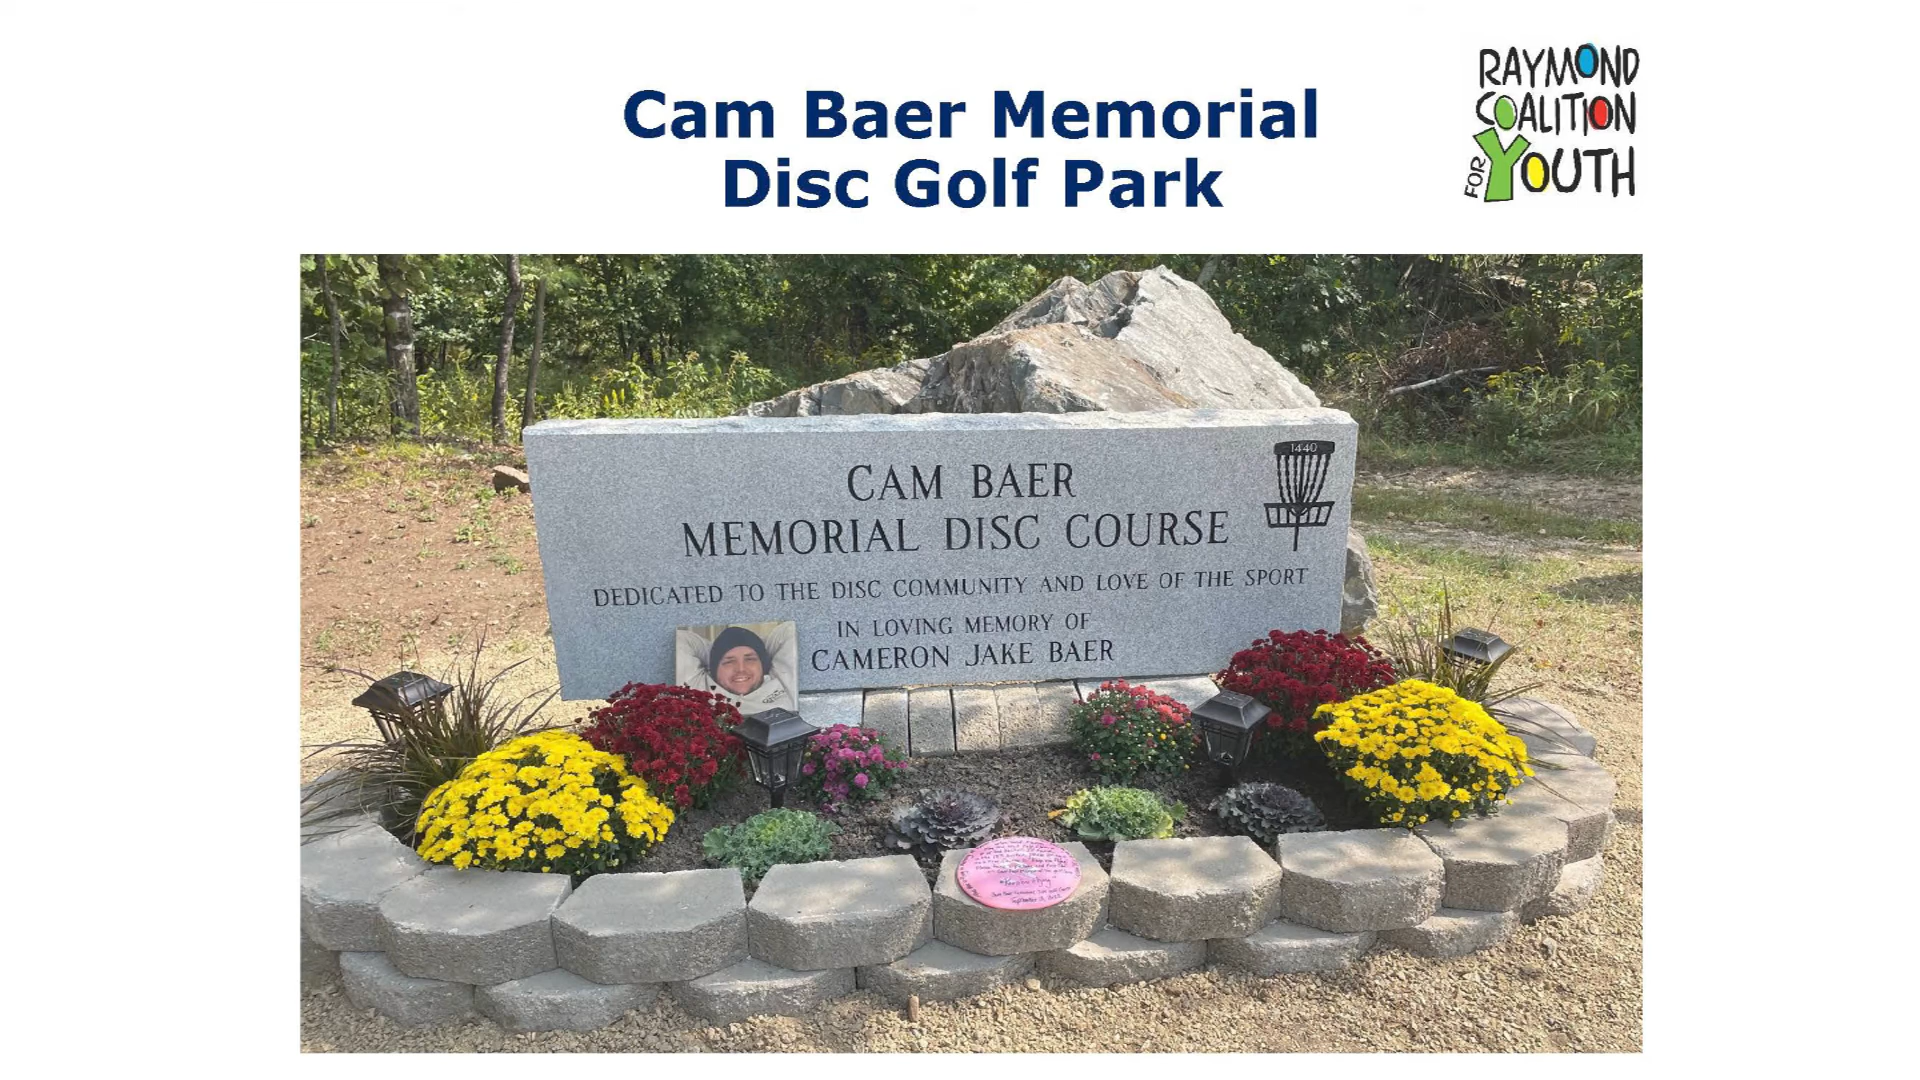 Cam Baer Memorial
Disc Golf Park
RAYMOND
COALITION
FOR YOUTH
1440
CAM BAER
MEMORIAL DISC COURSE
DEDICATED TO THE DISC COMMUNITY AND LOVE OF THE SPORT
IN LOVING MEMORY OF
CAMERON JAKE BAER